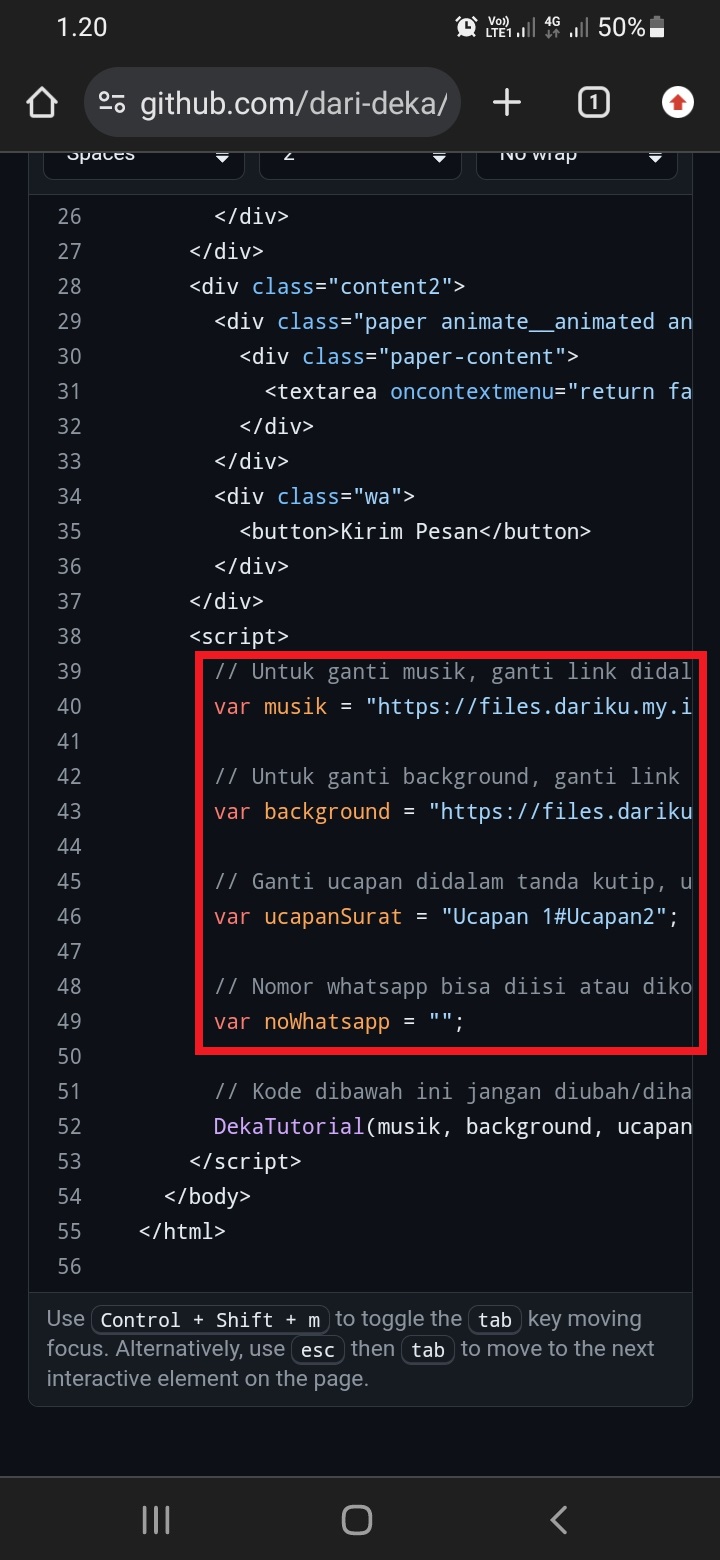 1.20
Vo)) LTE1 4G 50%
github.com/dari-deka/
1
Spaces 2 No wrap
26 </div>
27 </div>
28 <div class="content2">
29 <div class="paper animate__animated an
30 <div class="paper-content">
31 <textarea oncontextmenu="return fa
32 </div>
33 </div>
34 <div class="wa">
35 <button>Kirim Pesan</button>
36 </div>
37 </div>
38 <script>
39 // Untuk ganti musik, ganti link didal
40 var musik = "https://files.dariku.my.i
41
42 // Untuk ganti background, ganti link
43 var background = "https://files.dariku
44
45 // Ganti ucapan didalam tanda kutip, u
46 var ucapanSurat = "Ucapan 1#Ucapan2";
47
48 // Nomor whatsapp bisa diisi atau diko
49 var noWhatsapp = "";
50
51 // Kode dibawah ini jangan diubah/diha
52 DekaTutorial(musik, background, ucapan
53 </script>
54 </body>
55 </html>
56
Use Control + Shift + m to toggle the tab key moving
focus. Alternatively, use esc then tab to move to the next
interactive element on the page.